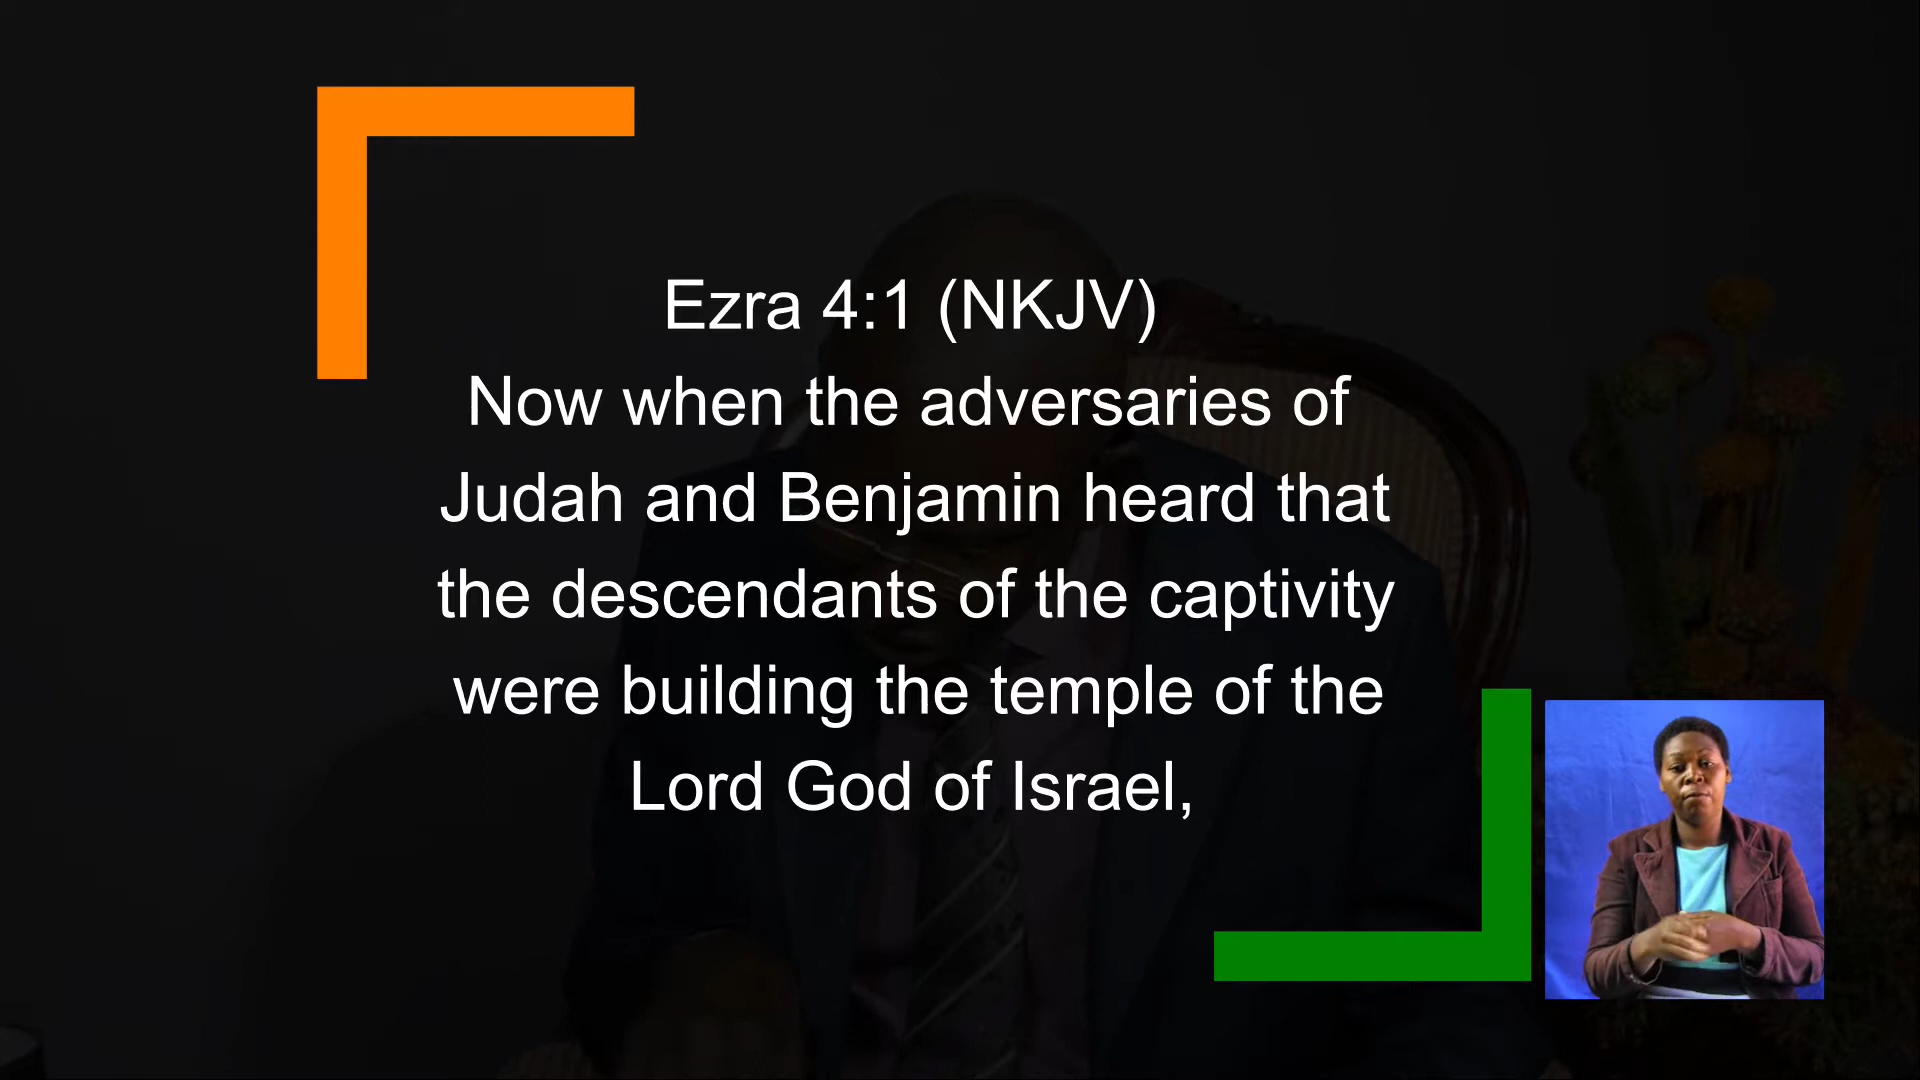 Ezra 4:1 (NKJV)
Now when the adversaries of
Judah and Benjamin heard that
the descendants of the captivity
were building the temple of the
Lord God of Israel,